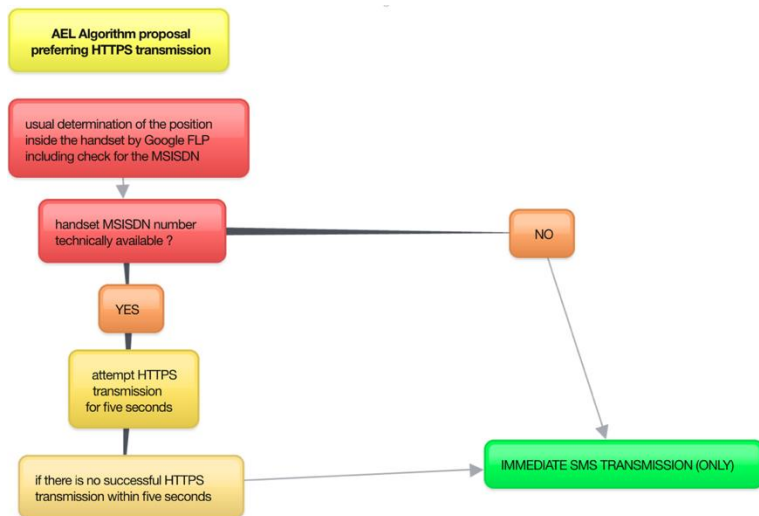 AEL Algorithm proposal
preferring HTTPS transmission
usual determination of the position
inside the handset by Google FLP
including check for the MSISDN
handset MSISDN number
technically available ?
NO
YES
attempt HTTPS
transmission
for five seconds
if there is no successful HTTPS
transmission within five seconds
IMMEDIATE SMS TRANSMISSION (ONLY)